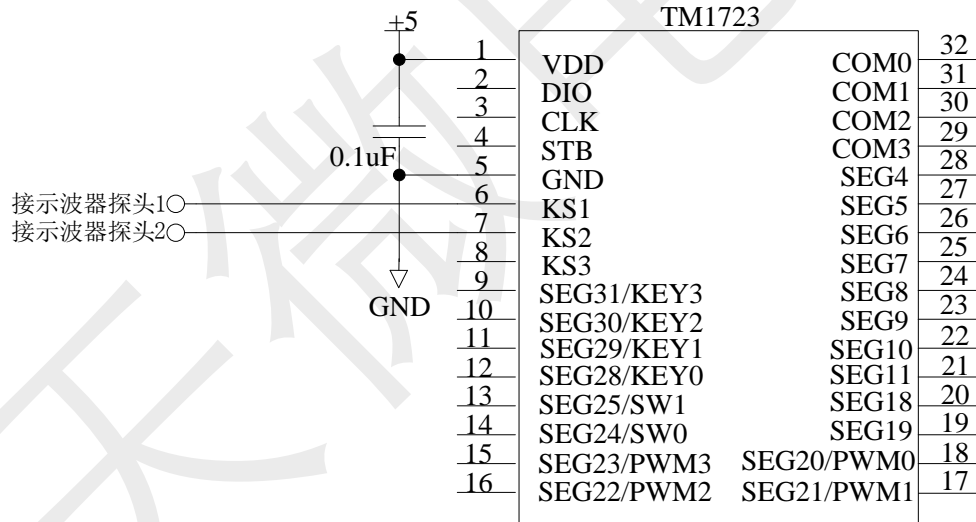 TM1723
+5
0.1uF
接示波器探头1
接示波器探头2
GND
1 VDD
2 DIO
3 CLK
4 STB
5 GND
6 KS1
7 KS2
8 KS3
9 SEG31/KEY3
10 SEG30/KEY2
11 SEG29/KEY1
12 SEG28/KEY0
13 SEG25/SW1
14 SEG24/SW0
15 SEG23/PWM3
16 SEG22/PWM2
COM0 32
COM1 31
COM2 30
COM3 29
SEG4 28
SEG5 27
SEG6 26
SEG7 25
SEG8 24
SEG9 23
SEG10 22
SEG11 21
SEG18 20
SEG19 19
SEG20/PWM0 18
SEG21/PWM1 17
天微电